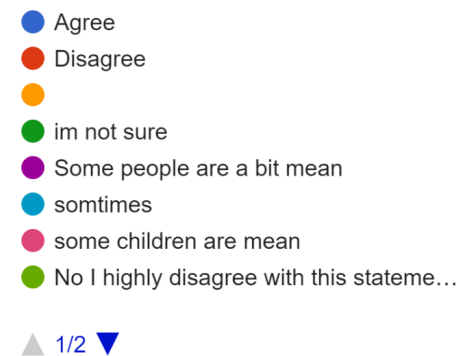 Agree
Disagree
im not sure
Some people are a bit mean
somtimes
some children are mean
No I highly disagree with this stateme…
1/2